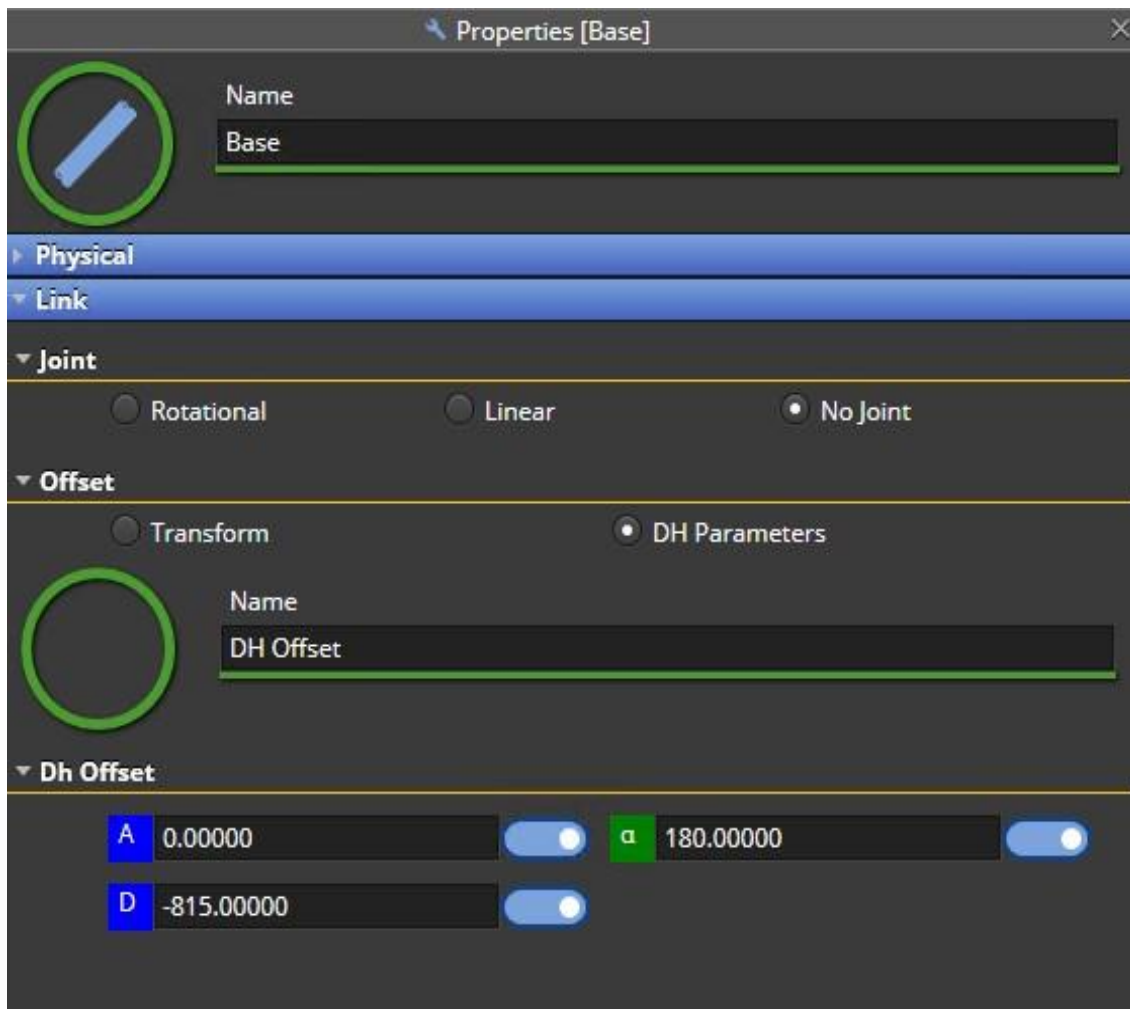 Properties [Base]
Name
Base
Physical
Link
Joint
Rotational Linear No Joint
Offset
Transform DH Parameters
Name
DH Offset
Dh Offset
A 0.00000 α 180.00000
D -815.00000